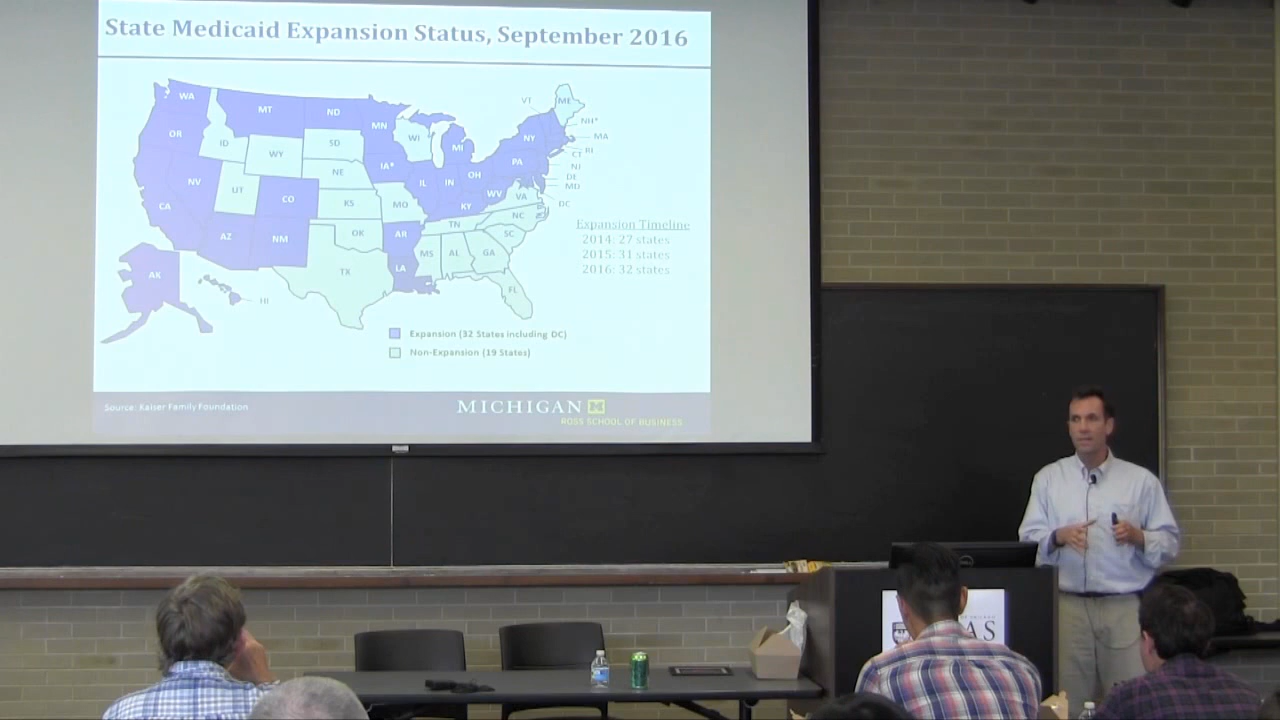 State Medicaid Expansion Status, September 2016
WA
MT
ND
MN
VT
ME
NH*
OR
ID
WY
SD
WI
MI
NY
MA
RI
CT
NV
UT
CO
NE
IA*
IL
IN
OH
PA
NJ
DE
MD
CA
KS
MO
KY
WV
VA
DC
AZ
NM
OK
AR
TN
NC
SC
MS
AL
GA
TX
LA
FL
AK
HI
Expansion Timeline
2014: 27 states
2015: 31 states
2016: 32 states
Expansion (32 States including DC)
Non-Expansion (19 States)
Source: Kaiser Family Foundation
MICHIGAN M
ROSS SCHOOL OF BUSINESS
DELL
AS